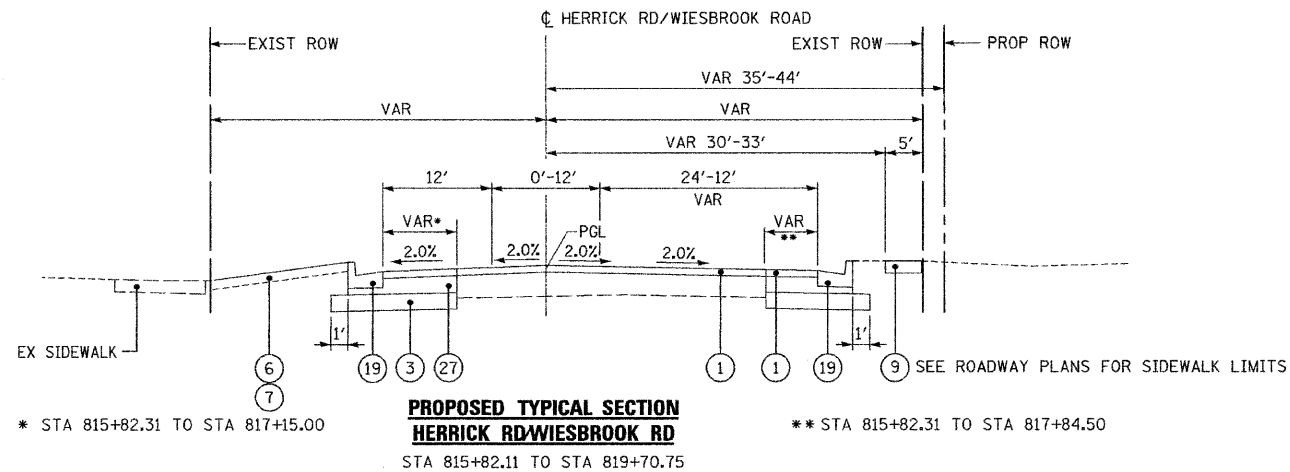 ℄ HERRICK RD/WIESBROOK ROAD
EXIST ROW
EXIST ROW
PROP ROW
VAR 35'-44'
VAR
VAR
VAR 30'-33'
5'
12'
0'-12'
24'-12'
VAR
VAR*
VAR
**
PGL
2.0%
2.0%
2.0%
2.0%
1'
1'
EX SIDEWALK
6
7
19
3
27
1
1
19
9
SEE ROADWAY PLANS FOR SIDEWALK LIMITS
* STA 815+82.31 TO STA 817+15.00
PROPOSED TYPICAL SECTION
HERRICK RD/WIESBROOK RD
STA 815+82.11 TO STA 819+70.75
** STA 815+82.31 TO STA 817+84.50